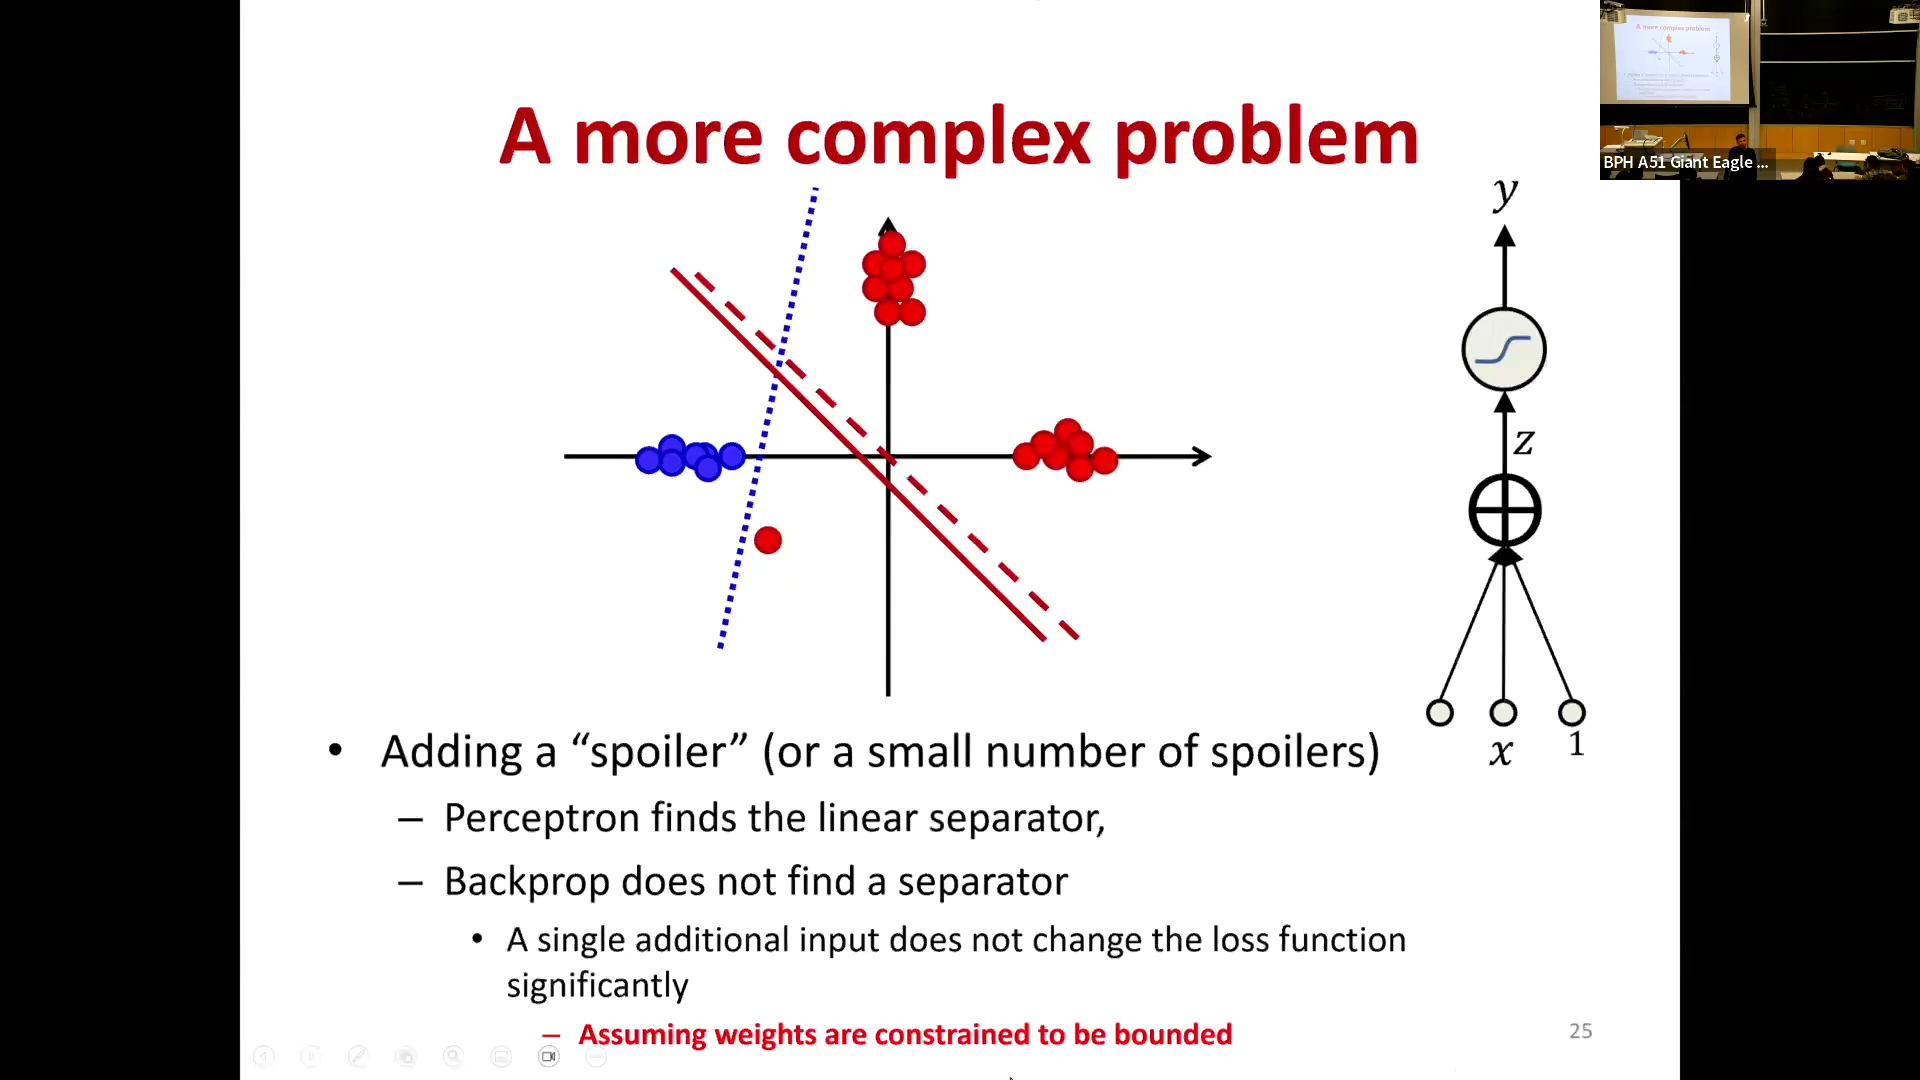 A more complex problem
BPH A51 Giant Eagle ...
y
z
x
1
• Adding a “spoiler” (or a small number of spoilers)
– Perceptron finds the linear separator,
– Backprop does not find a separator
• A single additional input does not change the loss function
significantly
– Assuming weights are constrained to be bounded
25